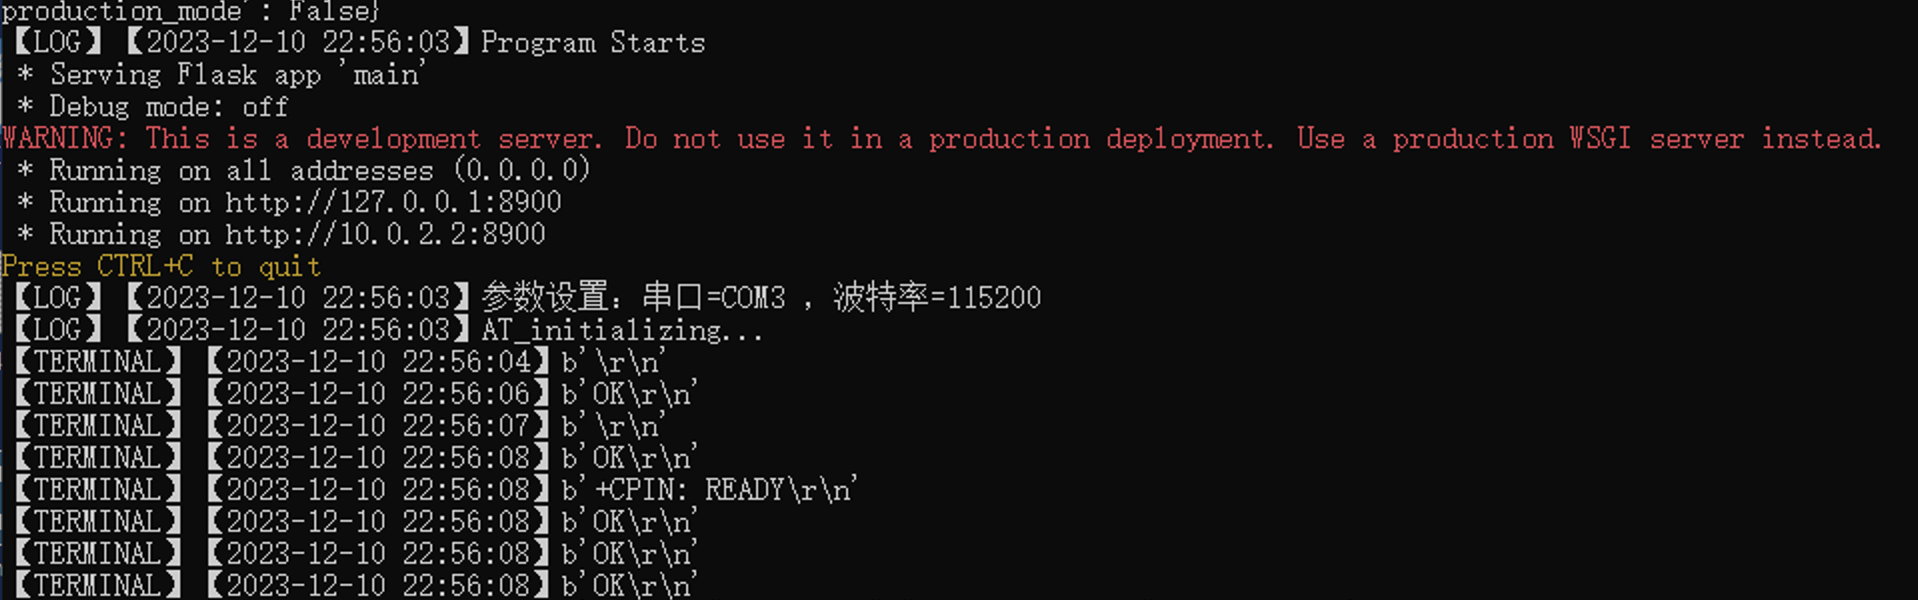 production_mode': False}
【LOG】【2023-12-10 22:56:03】Program Starts
* Serving Flask app 'main'
* Debug mode: off
WARNING: This is a development server. Do not use it in a production deployment. Use a production WSGI server instead.
* Running on all addresses (0.0.0.0)
* Running on http://127.0.0.1:8900
* Running on http://10.0.2.2:8900
Press CTRL+C to quit
【LOG】【2023-12-10 22:56:03】参数设置：串口=COM3 ，波特率=115200
【LOG】【2023-12-10 22:56:03】AT_initializing...
【TERMINAL】【2023-12-10 22:56:04】b'\r\n'
【TERMINAL】【2023-12-10 22:56:06】b'OK\r\n'
【TERMINAL】【2023-12-10 22:56:07】b'\r\n'
【TERMINAL】【2023-12-10 22:56:08】b'OK\r\n'
【TERMINAL】【2023-12-10 22:56:08】b'+CPIN: READY\r\n'
【TERMINAL】【2023-12-10 22:56:08】b'OK\r\n'
【TERMINAL】【2023-12-10 22:56:08】b'OK\r\n'
【TERMINAL】【2023-12-10 22:56:08】b'OK\r\n'